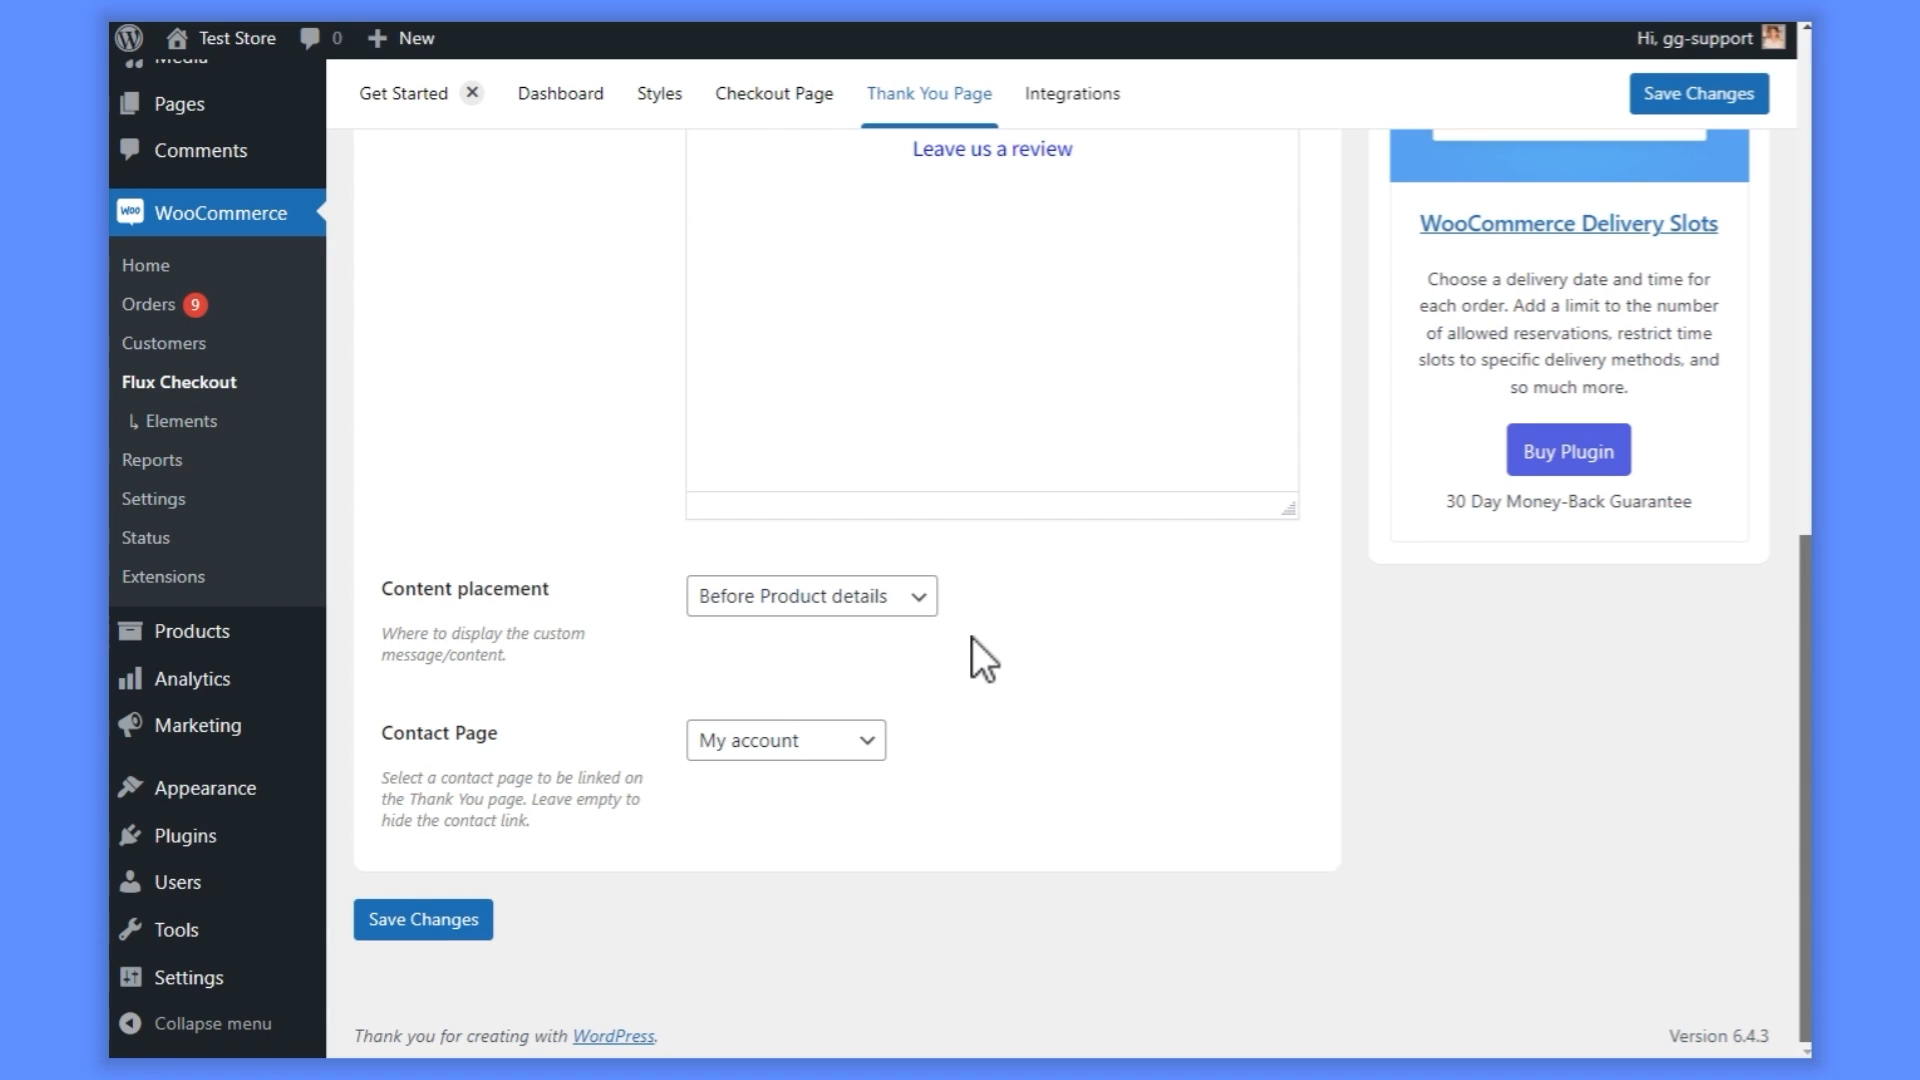 Test Store
0
New
Hi, gg-support
Media
Pages
Comments
WOO
WooCommerce
Home
Orders 9
Customers
Flux Checkout
Elements
Reports
Settings
Status
Extensions
Products
Analytics
Marketing
Appearance
Plugins
Users
Tools
Settings
Collapse menu
Get Started
Dashboard
Styles
Checkout Page
Thank You Page
Integrations
Save Changes
Leave us a review
Content placement
Where to display the custom
message/content.
Before Product details
Contact Page
Select a contact page to be linked on
the Thank You page. Leave empty to
hide the contact link.
My account
Save Changes
WooCommerce Delivery Slots
Choose a delivery date and time for
each order. Add a limit to the number
of allowed reservations, restrict time
slots to specific delivery methods, and
so much more.
Buy Plugin
30 Day Money-Back Guarantee
Thank you for creating with WordPress.
Version 6.4.3